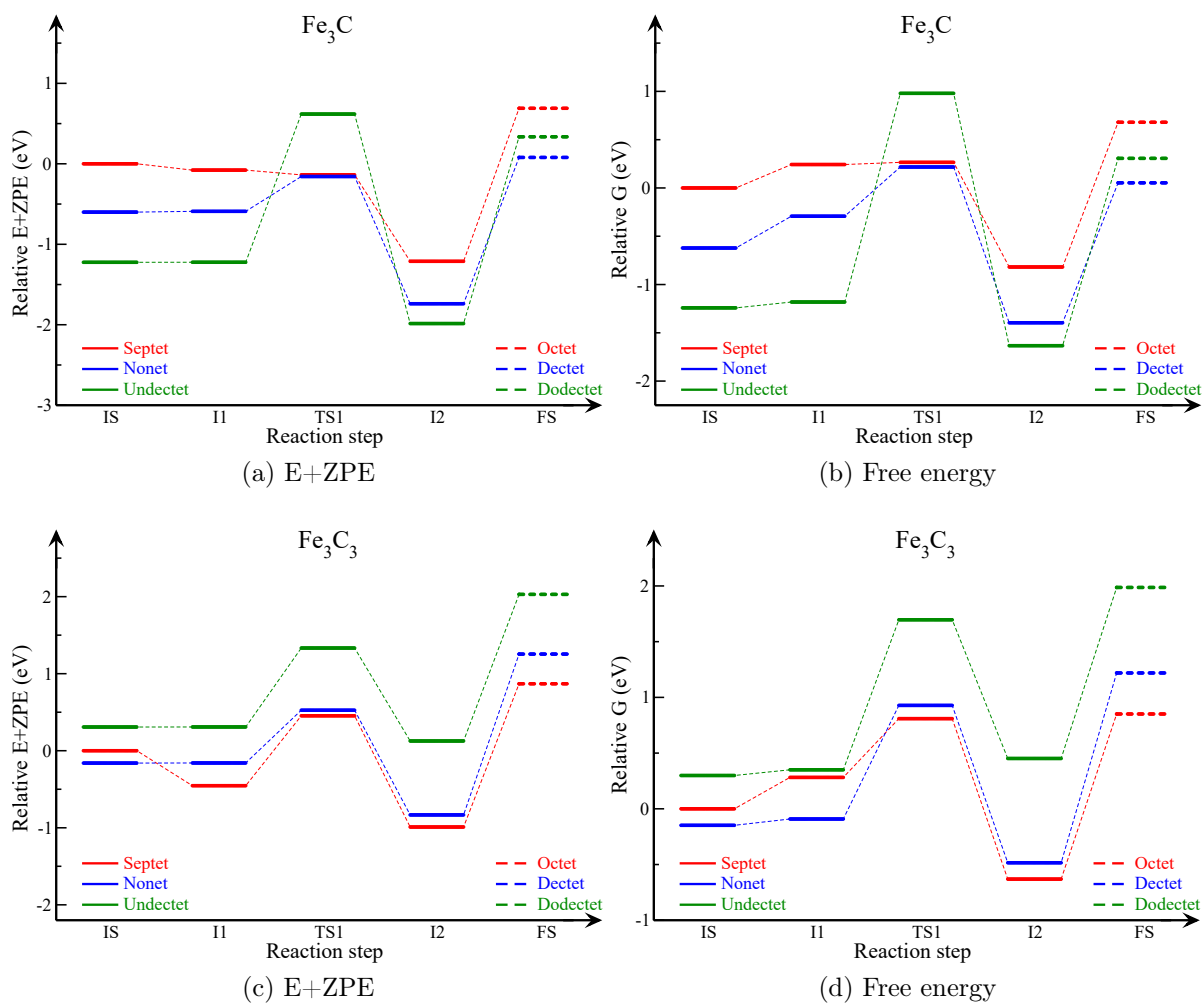 Fe3C
Relative E+ZPE (eV)
1
0
-1
-2
-3
Septet
Nonet
Undectet
Octet
Dectet
Dodectet
IS I1 TS1 I2 FS
Reaction step
(a) E+ZPE
Fe3C
Relative G (eV)
1
0
-1
-2
Septet
Nonet
Undectet
Octet
Dectet
Dodectet
IS I1 TS1 I2 FS
Reaction step
(b) Free energy
Fe3C3
Relative E+ZPE (eV)
2
1
0
-1
-2
Septet
Nonet
Undectet
Octet
Dectet
Dodectet
IS I1 TS1 I2 FS
Reaction step
(c) E+ZPE
Fe3C3
Relative G (eV)
2
1
0
-1
Septet
Nonet
Undectet
Octet
Dectet
Dodectet
IS I1 TS1 I2 FS
Reaction step
(d) Free energy